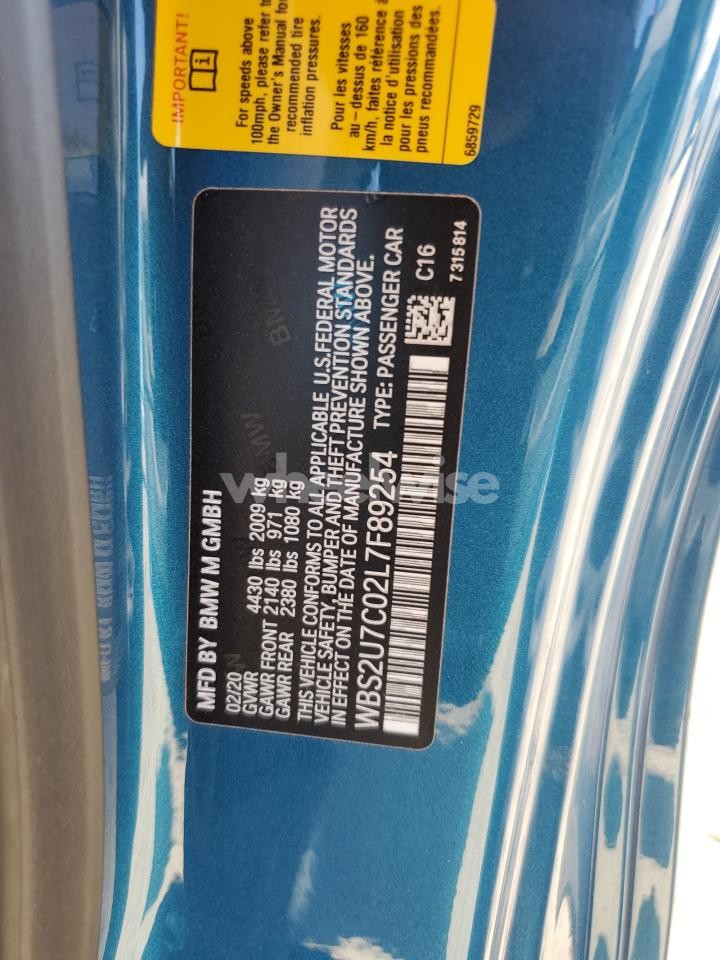 IMPORTANT!
For speeds above
100mph, please refer to
the Owner's Manual for
recommended tire
inflation pressures.
Pour les vitesses
au-dessus de 160
km/h, faites référence à
la notice d'utilisation
pour les pressions des
pneus recommandées.
6859729
MFD BY BMW M GMBH
02/20
GVWR 4430 lbs 2009 kg
GAWR FRONT 2140 lbs 971 kg
GAWR REAR 2380 lbs 1080 kg
THIS VEHICLE CONFORMS TO ALL APPLICABLE U.S.FEDERAL MOTOR
VEHICLE SAFETY, BUMPER AND THEFT PREVENTION STANDARDS
IN EFFECT ON THE DATE OF MANUFACTURE SHOWN ABOVE.
WBS2U7C02L7F89254 TYPE: PASSENGER CAR
C16
7 315 814